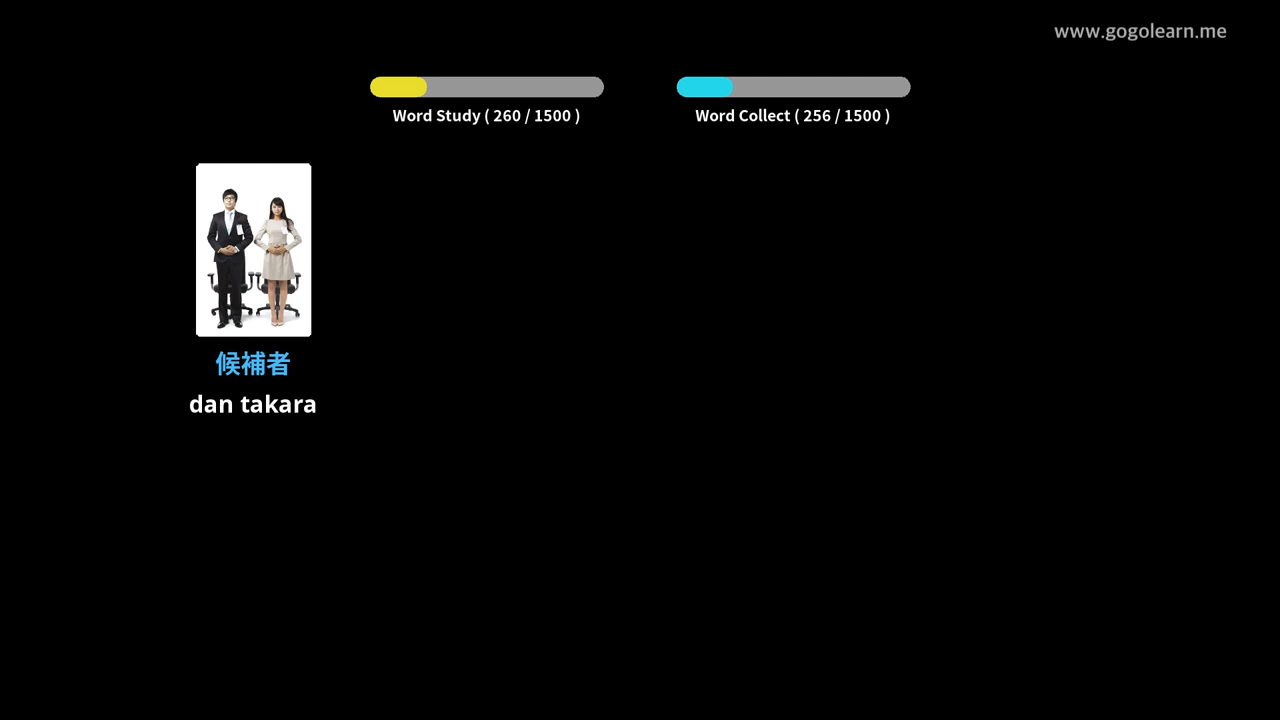 www.gogolearn.me
Word Study ( 260 / 1500 )
Word Collect ( 256 / 1500 )
候補者
dan takara